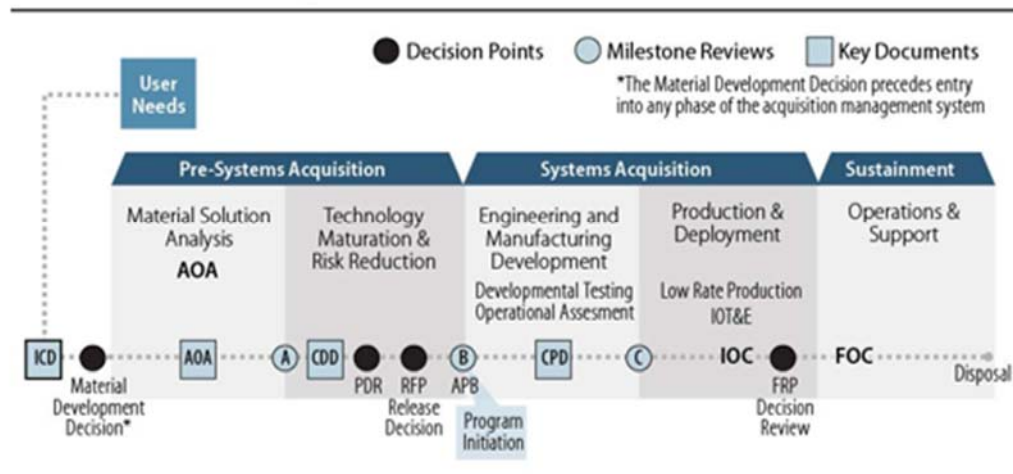 Decision Points
Milestone Reviews
Key Documents
*The Material Development Decision precedes entry
into any phase of the acquisition management system
User
Needs
Pre-Systems Acquisition
Systems Acquisition
Sustainment
Material Solution
Analysis
AOA
Technology
Maturation &
Risk Reduction
Engineering and
Manufacturing
Development
Developmental Testing
Operational Assesment
Production &
Deployment
Low Rate Production
IOT&E
Operations &
Support
ICD
AOA
A
CDD
B
CPD
C
IOC
FOC
Material
Development
Decision*
PDR
RFP
Release
Decision
APB
Program
Initiation
FRP
Decision
Review
Disposal